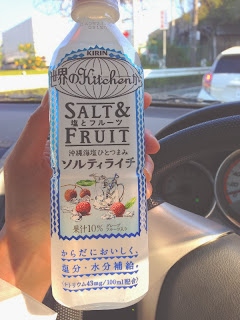 KIRIN
世界のKitchenから
SALT&
塩とフルーツ
FRUIT
沖縄海塩ひとつまみ
ソルティライチ
果汁10%
からだにおいしく、
塩分・水分補給。
ナトリウム43mg/100ml配合